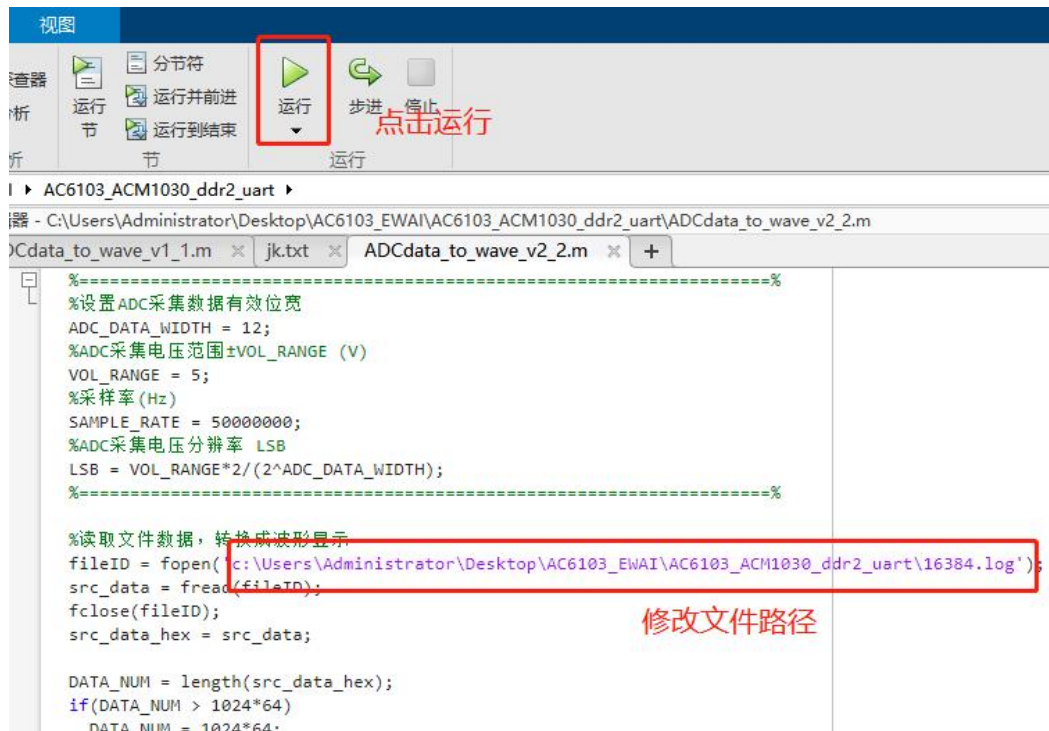 视图
查器
分节符
运行并前进
运行到结束
运行
节
运行
步进
停止
点击运行
析
析
节
运行
AC6103_ACM1030_ddr2_uart
器 - C:\Users\Administrator\Desktop\AC6103_EWAI\AC6103_ACM1030_ddr2_uart\ADCdata_to_wave_v2_2.m
DCdata_to_wave_v1_1.m × jk.txt × ADCdata_to_wave_v2_2.m × +
%====================================================================%
%设置ADC采集数据有效位宽
ADC_DATA_WIDTH = 12;
%ADC采集电压范围±VOL_RANGE (V)
VOL_RANGE = 5;
%采样率(Hz)
SAMPLE_RATE = 50000000;
%ADC采集电压分辨率 LSB
LSB = VOL_RANGE*2/(2^ADC_DATA_WIDTH);
%====================================================================%
%读取文件数据，转换成波形显示
fileID = fopen('c:\Users\Administrator\Desktop\AC6103_EWAI\AC6103_ACM1030_ddr2_uart\16384.log');
src_data = fread(fileID);
fclose(fileID);
修改文件路径
src_data_hex = src_data;
DATA_NUM = length(src_data_hex);
if(DATA_NUM > 1024*64)
DATA_NUM = 1024*64;